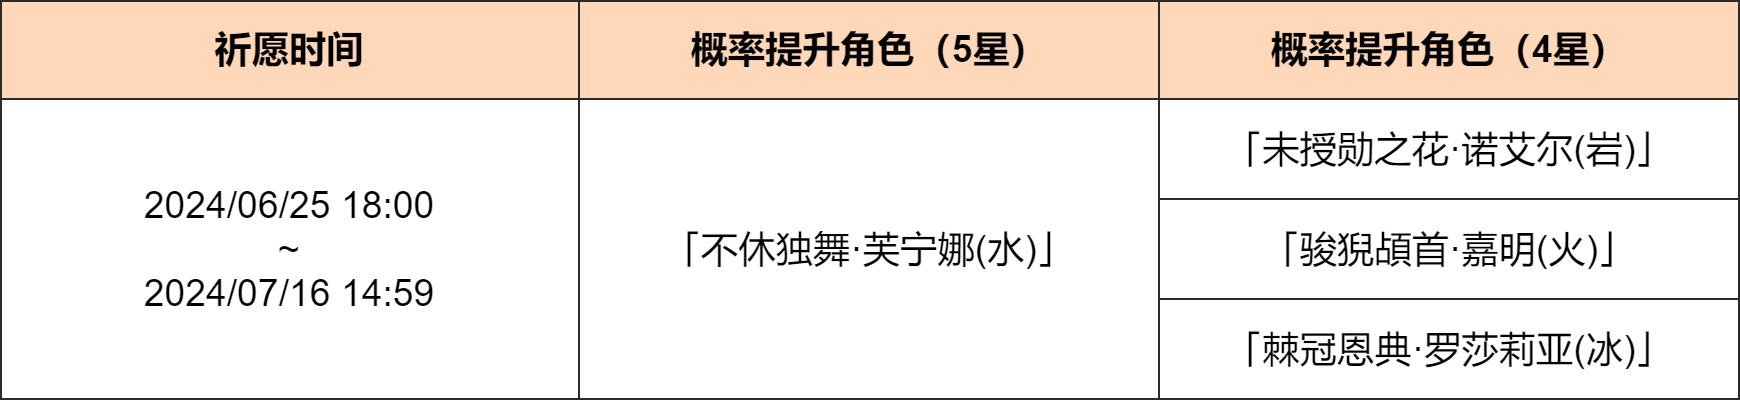 祈愿时间
概率提升角色（5星）
概率提升角色（4星）
2024/06/25 18:00
~
2024/07/16 14:59
「不休独舞·芙宁娜(水)」
「未授勋之花·诺艾尔(岩)」
「骏猊頔首·嘉明(火)」
「棘冠恩典·罗莎莉亚(冰)」